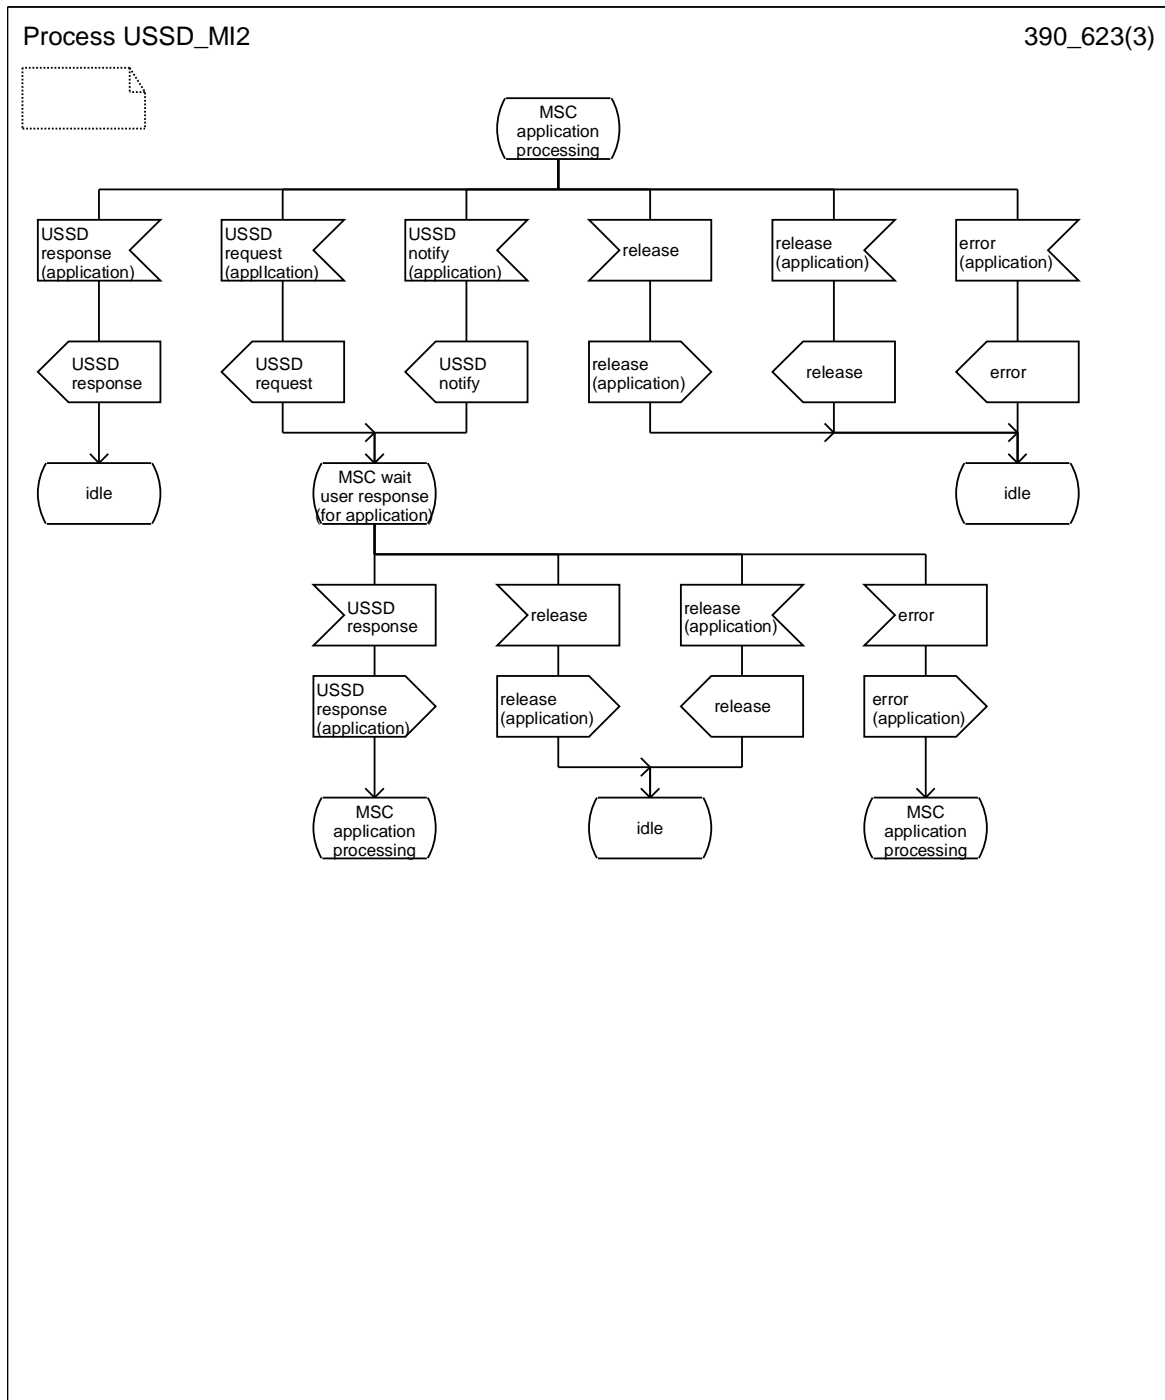 Process USSD_MI2
390_623(3)
MSC
application
processing
USSD
response
(application)
USSD
request
(appllcation)
USSD
notify
(application)
release
release
(application)
error
(application)
USSD
response
USSD
request
USSD
notify
release
(application)
release
error
idle
MSC wait
user response
(for application)
idle
USSD
response
release
release
(application)
error
USSD
response
(application)
release
(application)
release
error
(application)
MSC
application
processing
idle
MSC
application
processing